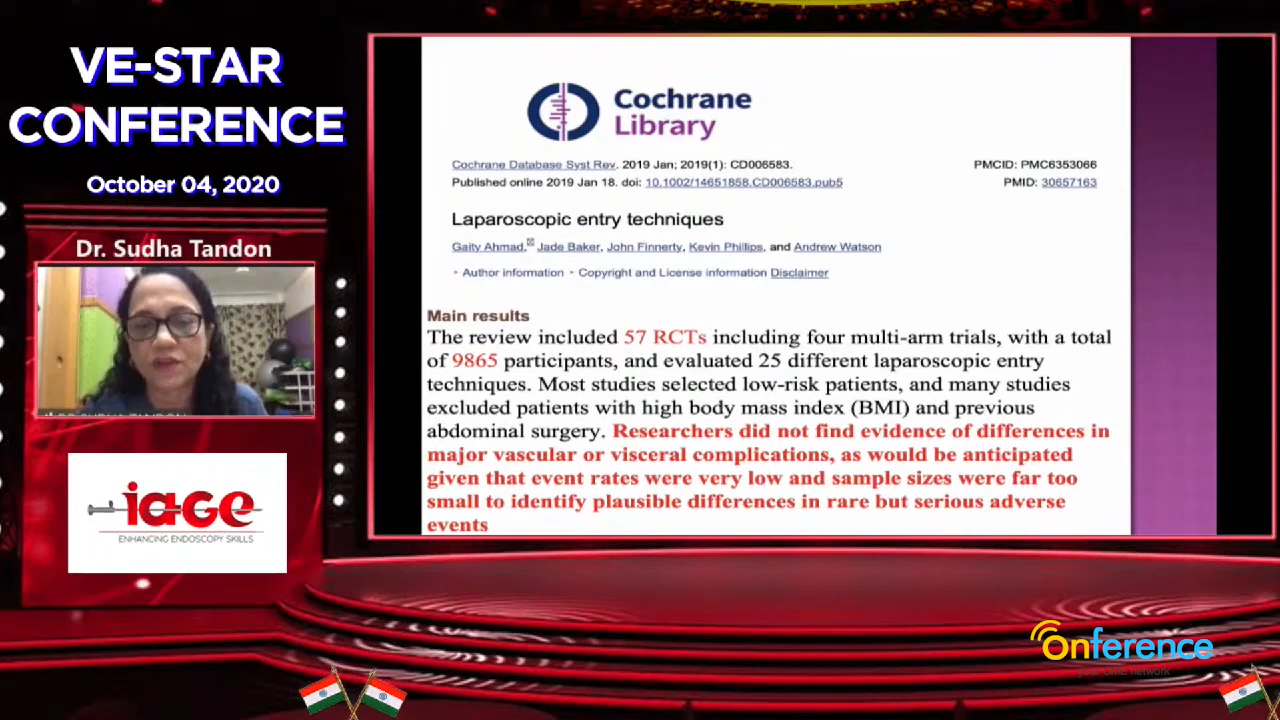 VE-STAR
CONFERENCE
October 04, 2020
Dr. Sudha Tandon
DR SUDHA TANDON
iaGe
ENHANCING ENDOSCOPY SKILLS
Cochrane
Library
Cochrane Database Syst Rev. 2019 Jan; 2019(1): CD006583. PMCID: PMC6353066
Published online 2019 Jan 18. doi: 10.1002/14651858.CD006583.pub5 PMID: 30657163
Laparoscopic entry techniques
Gaity Ahmad, Jade Baker, John Finnerty, Kevin Phillips, and Andrew Watson
Author information Copyright and License information Disclaimer
Main results
The review included 57 RCTs including four multi-arm trials, with a total
of 9865 participants, and evaluated 25 different laparoscopic entry
techniques. Most studies selected low-risk patients, and many studies
excluded patients with high body mass index (BMI) and previous
abdominal surgery. Researchers did not find evidence of differences in
major vascular or visceral complications, as would be anticipated
given that event rates were very low and sample sizes were far too
small to identify plausible differences in rare but serious adverse
events
Onference
your CME network